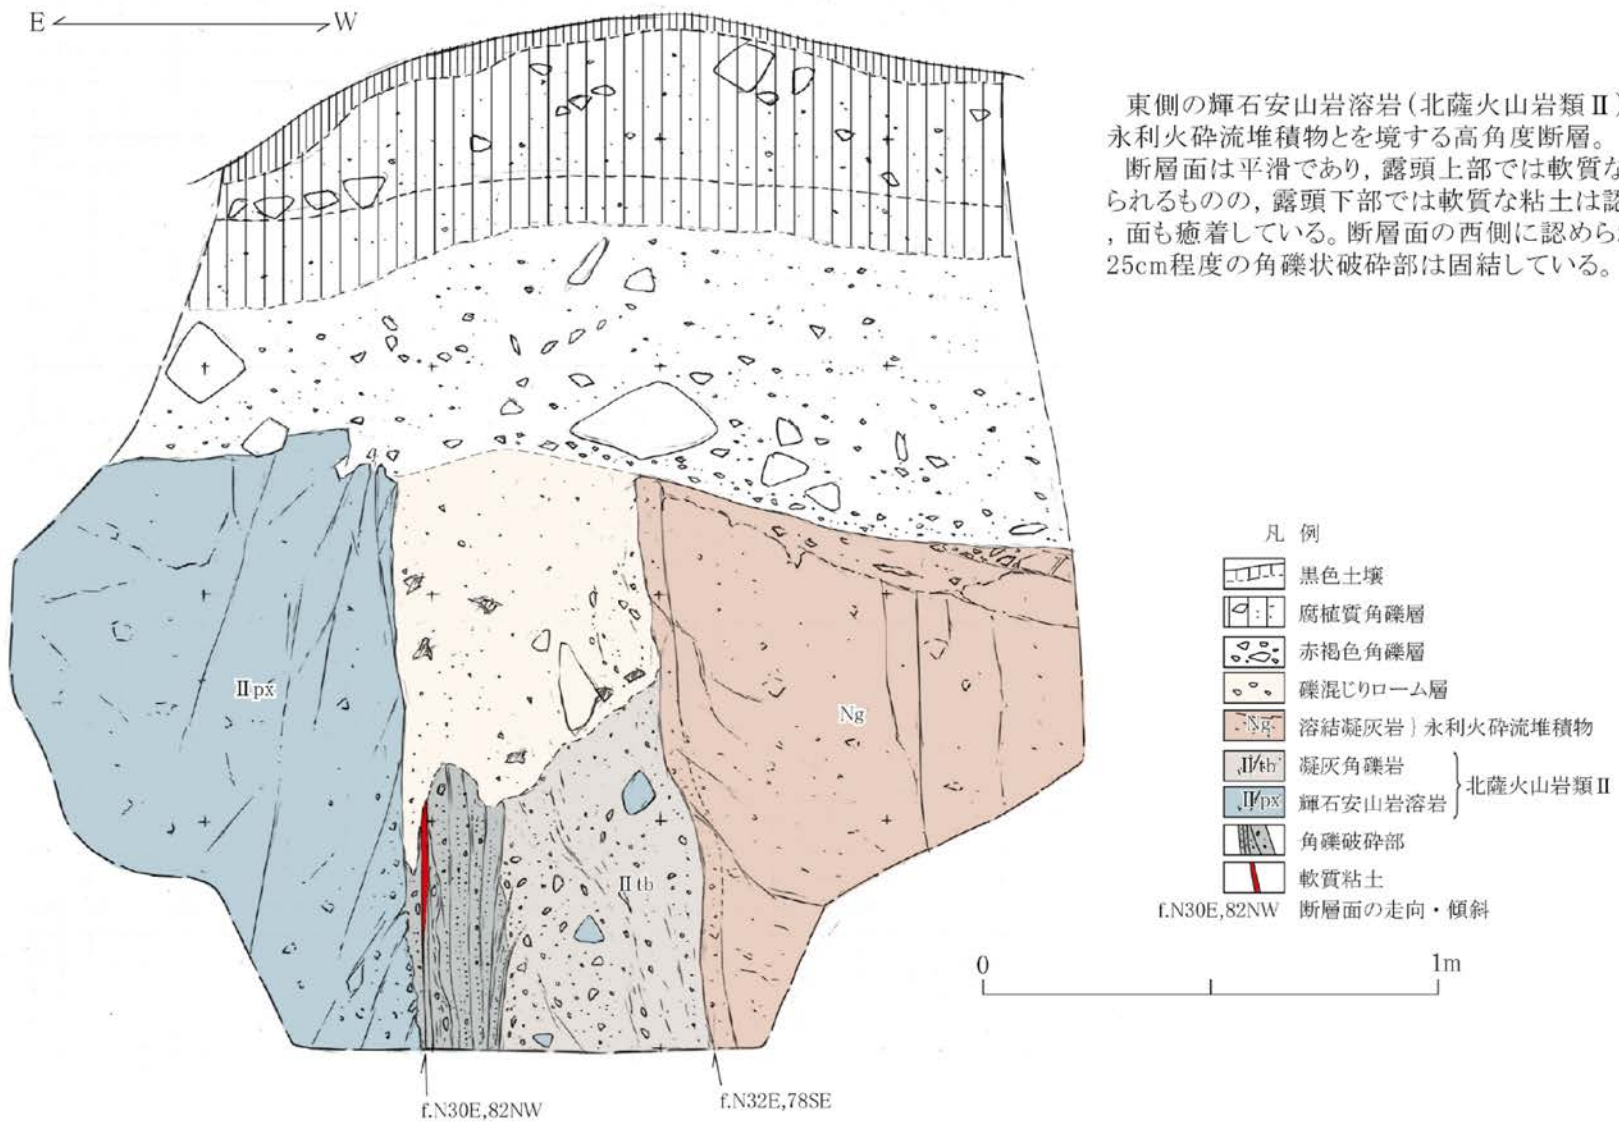 E W
東側の輝石安山岩溶岩(北薩火山岩類Ⅱ)
永利火砕流堆積物とを境する高角度断層。
断層面は平滑であり, 露頭上部では軟質な
られるものの, 露頭下部では軟質な粘土は認
, 面も癒着している。断層面の西側に認めら
25cm程度の角礫状破砕部は固結している。
Ⅱpx
Ng
Ⅱtb
凡 例
黒色土壌
腐植質角礫層
赤褐色角礫層
礫混じりローム層
Ng 溶結凝灰岩 } 永利火砕流堆積物
Ⅱtb 凝灰角礫岩
北薩火山岩類Ⅱ
Ⅱpx 輝石安山岩溶岩
角礫破砕部
軟質粘土
f.N30E,82NW 断層面の走向・傾斜
0 1m
f.N30E,82NW
f.N32E,78SE